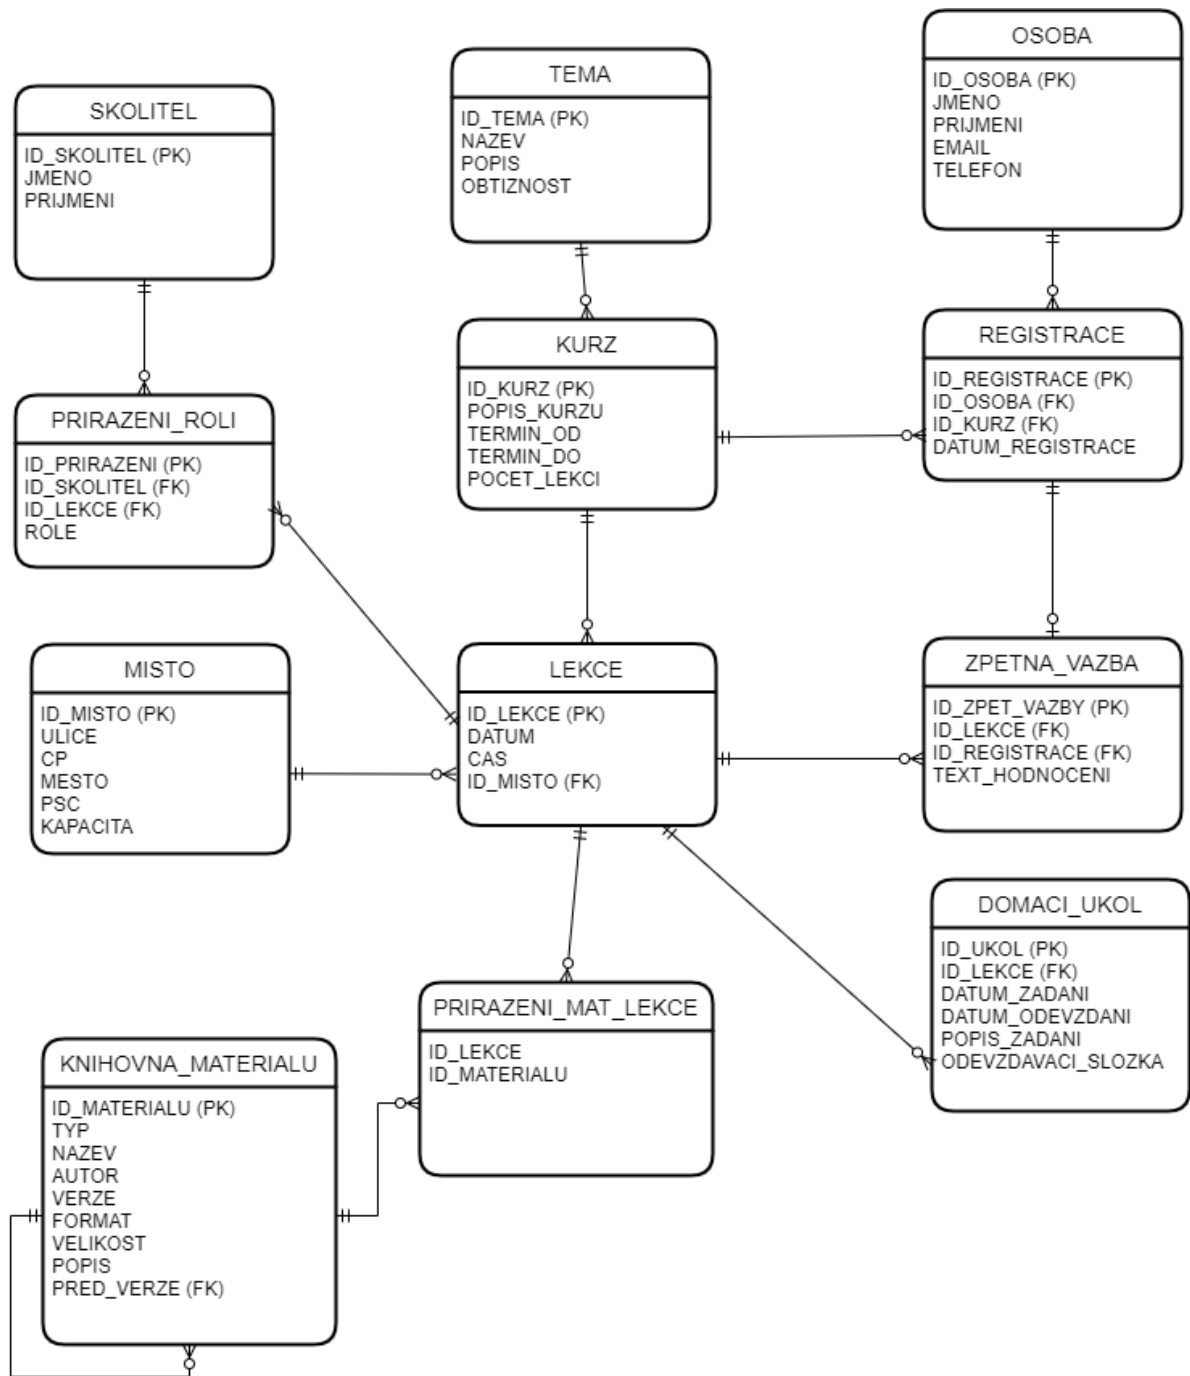 SKOLITEL
ID_SKOLITEL (PK)
JMENO
PRIJMENI
TEMA
ID_TEMA (PK)
NAZEV
POPIS
OBTIZNOST
OSOBA
ID_OSOBA (PK)
JMENO
PRIJMENI
EMAIL
TELEFON
PRIRAZENI_ROLI
ID_PRIRAZENI (PK)
ID_SKOLITEL (FK)
ID_LEKCE (FK)
ROLE
KURZ
ID_KURZ (PK)
POPIS_KURZU
TERMIN_OD
TERMIN_DO
POCET_LEKCI
REGISTRACE
ID_REGISTRACE (PK)
ID_OSOBA (FK)
ID_KURZ (FK)
DATUM_REGISTRACE
MISTO
ID_MISTO (PK)
ULICE
CP
MESTO
PSC
KAPACITA
LEKCE
ID_LEKCE (PK)
DATUM
CAS
ID_MISTO (FK)
ZPETNA_VAZBA
ID_ZPET_VAZBY (PK)
ID_LEKCE (FK)
ID_REGISTRACE (FK)
TEXT_HODNOCENI
DOMACI_UKOL
ID_UKOL (PK)
ID_LEKCE (FK)
DATUM_ZADANI
DATUM_ODEVZDANI
POPIS_ZADANI
ODEVZDAVACI_SLOZKA
PRIRAZENI_MAT_LEKCE
ID_LEKCE
ID_MATERIALU
KNIHOVNA_MATERIALU
ID_MATERIALU (PK)
TYP
NAZEV
AUTOR
VERZE
FORMAT
VELIKOST
POPIS
PRED_VERZE (FK)